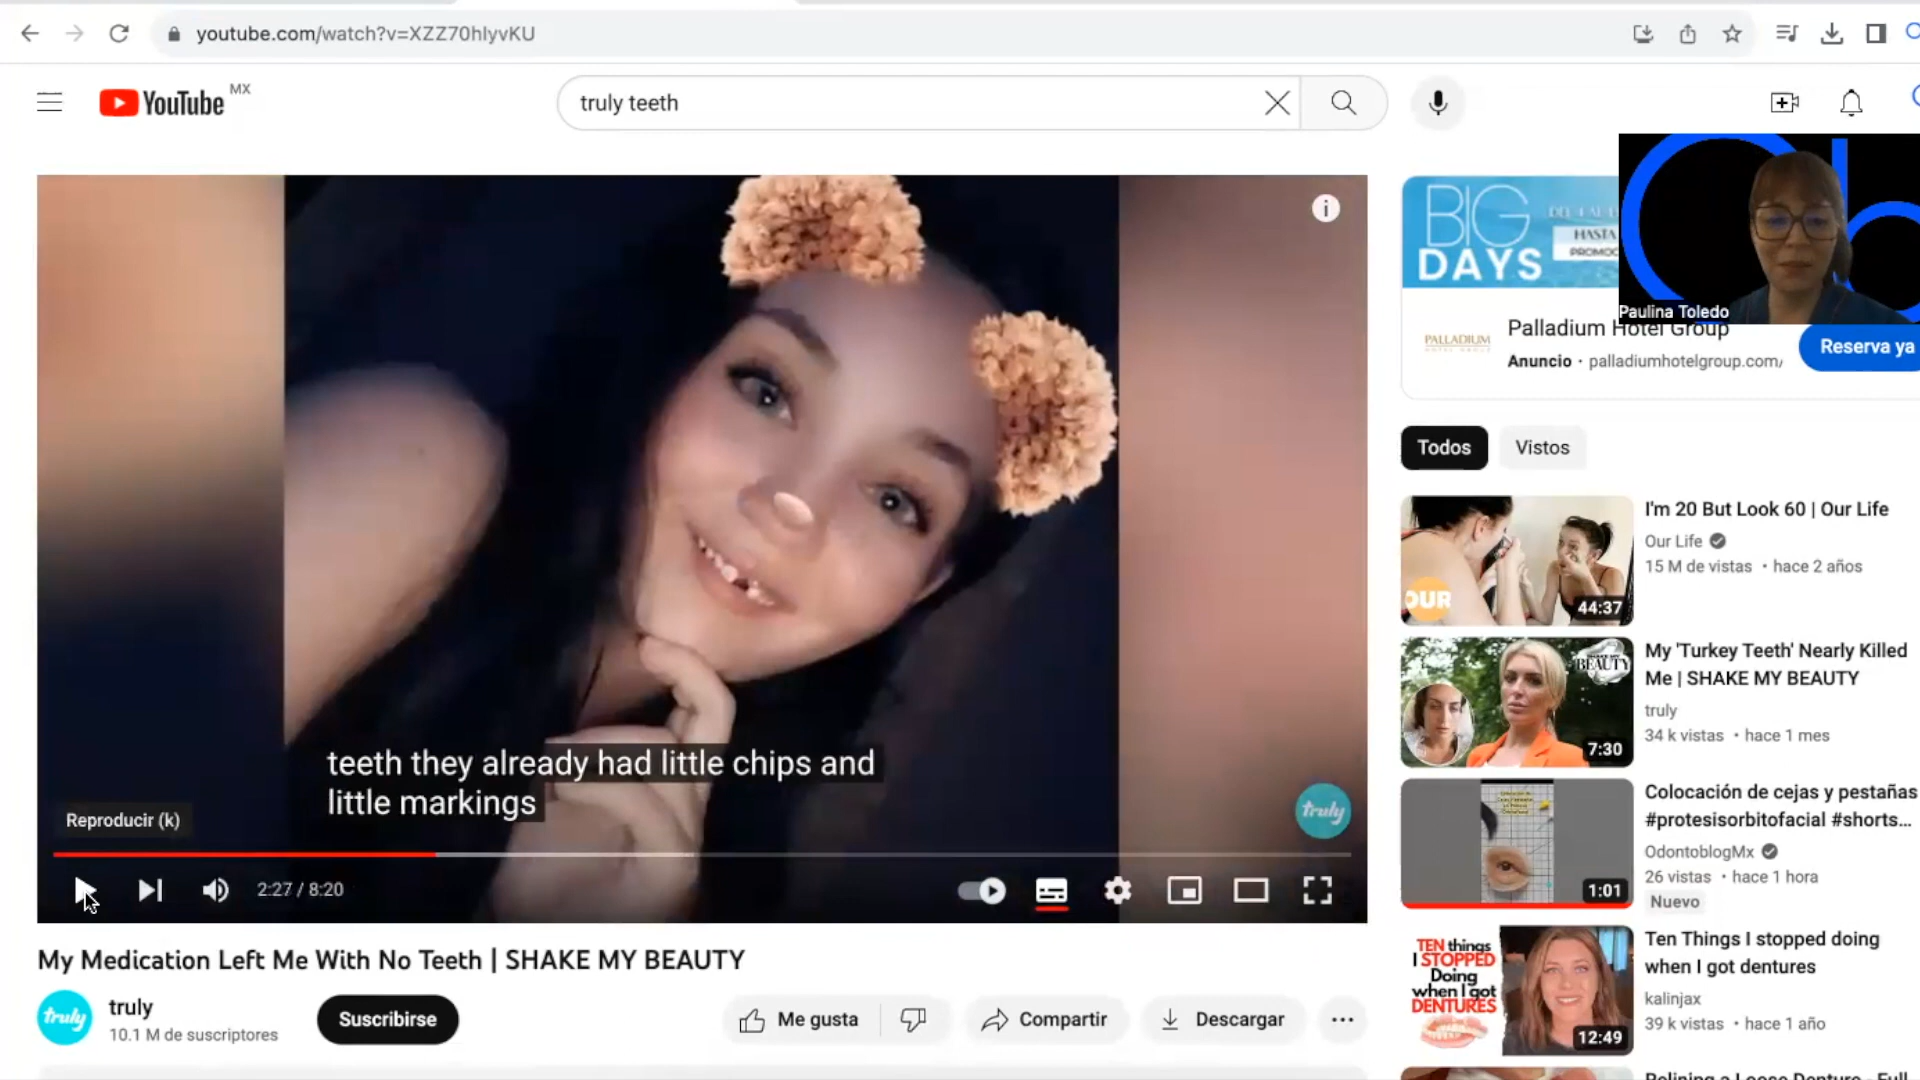 youtube.com/watch?v=XZZ70hlyvKU
YouTube MX
truly teeth
BIG
DAYS
HASTA
Paulina Toledo
PALLADIUM
Palladium Hotel Group
Anuncio · palladiumhotelgroup.com/
Reserva ya
Todos
Vistos
teeth they already had little chips and
little markings
truly
Reproducir (k)
2:27 / 8:20
My Medication Left Me With No Teeth | SHAKE MY BEAUTY
truly
truly
10.1 M de suscriptores
Suscribirse
Me gusta
Compartir
Descargar
OUR
44:37
I'm 20 But Look 60 | Our Life
Our Life
15 M de vistas · hace 2 años
BEAUTY
7:30
My 'Turkey Teeth' Nearly Killed
Me | SHAKE MY BEAUTY
truly
34 k vistas · hace 1 mes
1:01
Colocación de cejas y pestañas
#protesisorbitofacial #shorts...
OdontoblogMx
26 vistas · hace 1 hora
Nuevo
TEN things
I STOPPED
Doing
when I got
DENTURES
12:49
Ten Things I stopped doing
when I got dentures
kalinjax
39 k vistas · hace 1 año